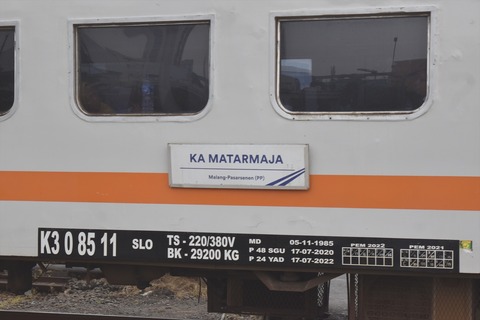 KA MATARMAJA
Malang-Pasarsenen (PP)
K3 0 85 11 SLO
TS - 220/380V
BK - 29200 KG
MD 05-11-1985
P 48 SGU 17-07-2020
P 24 YAD 17-07-2022
PEM 2022
PEM 2021